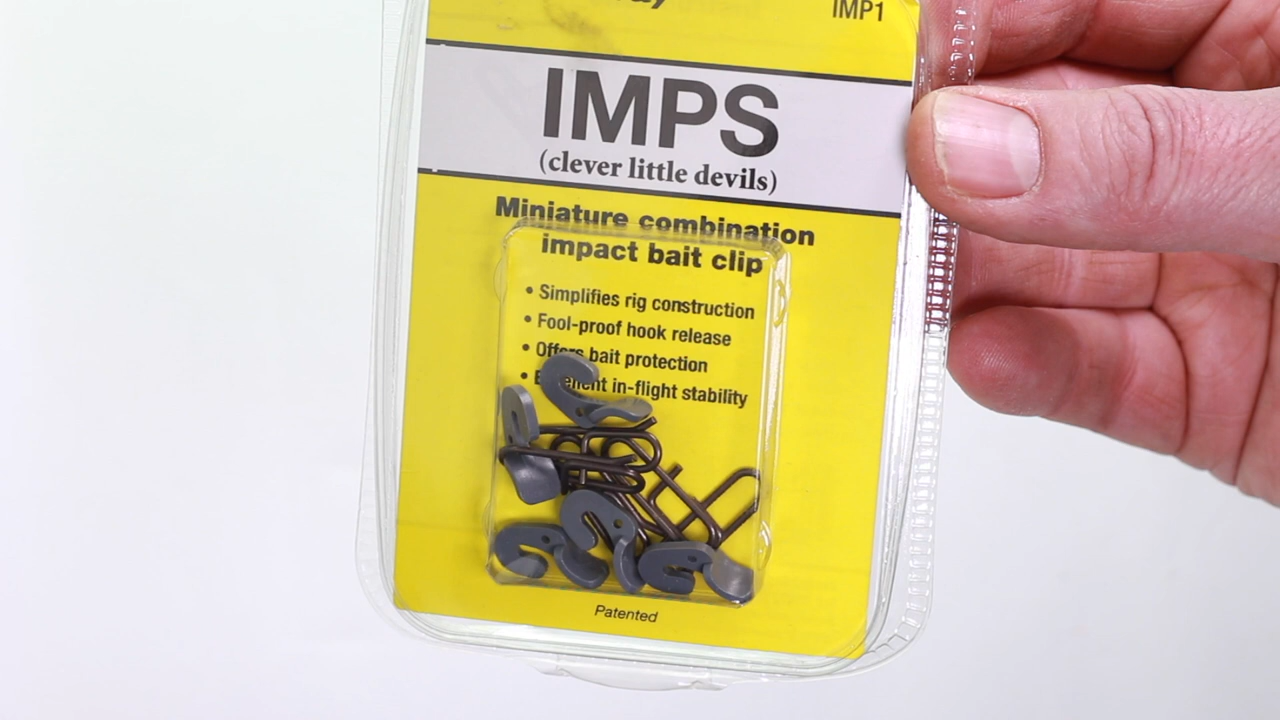 IMP1
IMPS
(clever little devils)
Miniature combination
impact bait clip
• Simplifies rig construction
• Fool-proof hook release
• Offers bait protection
• Excellent in-flight stability
Patented